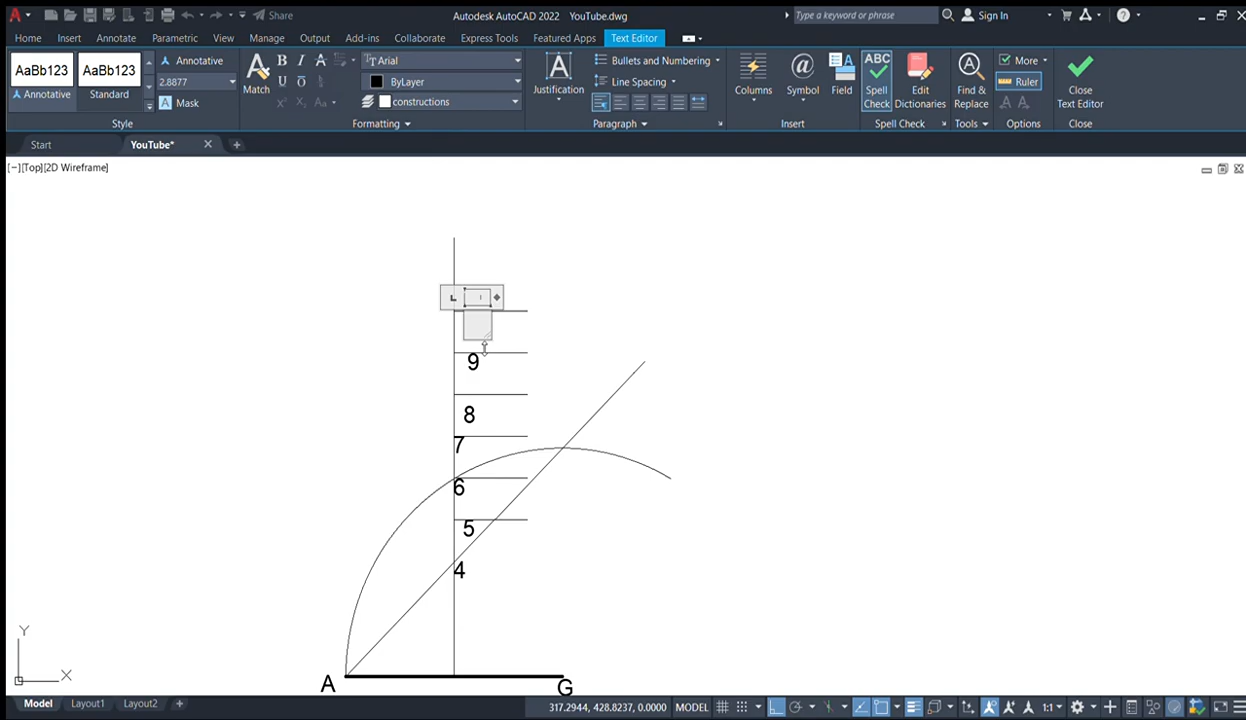 Share
Autodesk AutoCAD 2022 YouTube.dwg
Type a keyword or phrase
Sign In
Home Insert Annotate Parametric View Manage Output Add-ins Collaborate Express Tools Featured Apps Text Editor
AaBb123 AaBb123
Annotative Standard
Annotative
2.8877
Mask
Style
Match
Arial
ByLayer
constructions
Formatting
Justification
Bullets and Numbering
Line Spacing
Paragraph
Columns Symbol Field
Insert
Spell Check
Edit Dictionaries
Spell Check
Find & Replace
Tools
More
Ruler
Options
Close Text Editor
Close
Start YouTube*
[−][Top][2D Wireframe]
9
8
7
6
5
4
A
G
Y
X
Model Layout1 Layout2
317.2944, 428.8237, 0.0000 MODEL
1:1